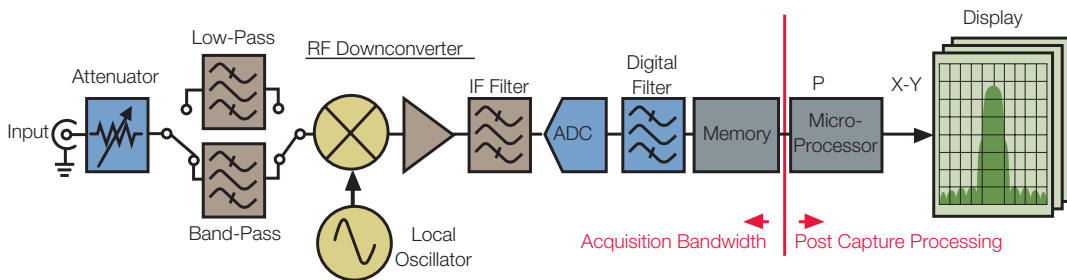 Input
Attenuator
Low-Pass
Band-Pass
RF Downconverter
Local
Oscillator
IF Filter
ADC
Digital
Filter
Memory
P
Micro-
Processor
X-Y
Display
Acquisition Bandwidth
Post Capture Processing